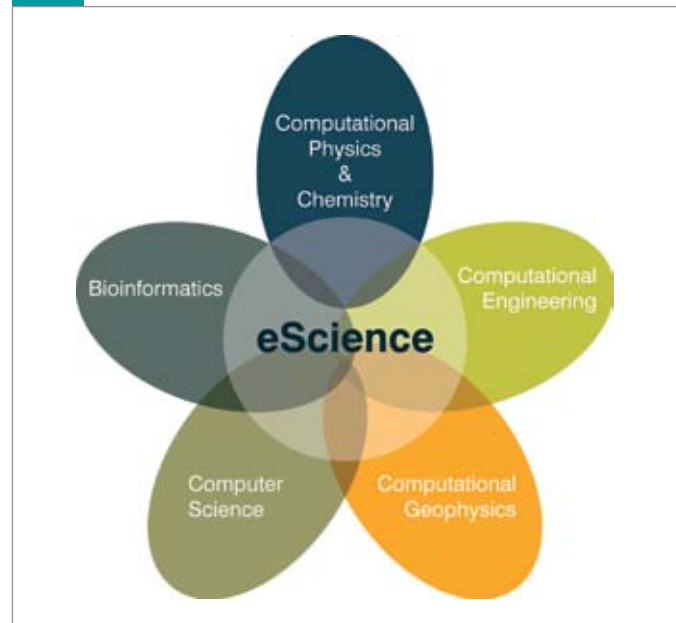 Computational
Physics
&
Chemistry
Bioinformatics
Computational
Engineering
eScience
Computer
Science
Computational
Geophysics